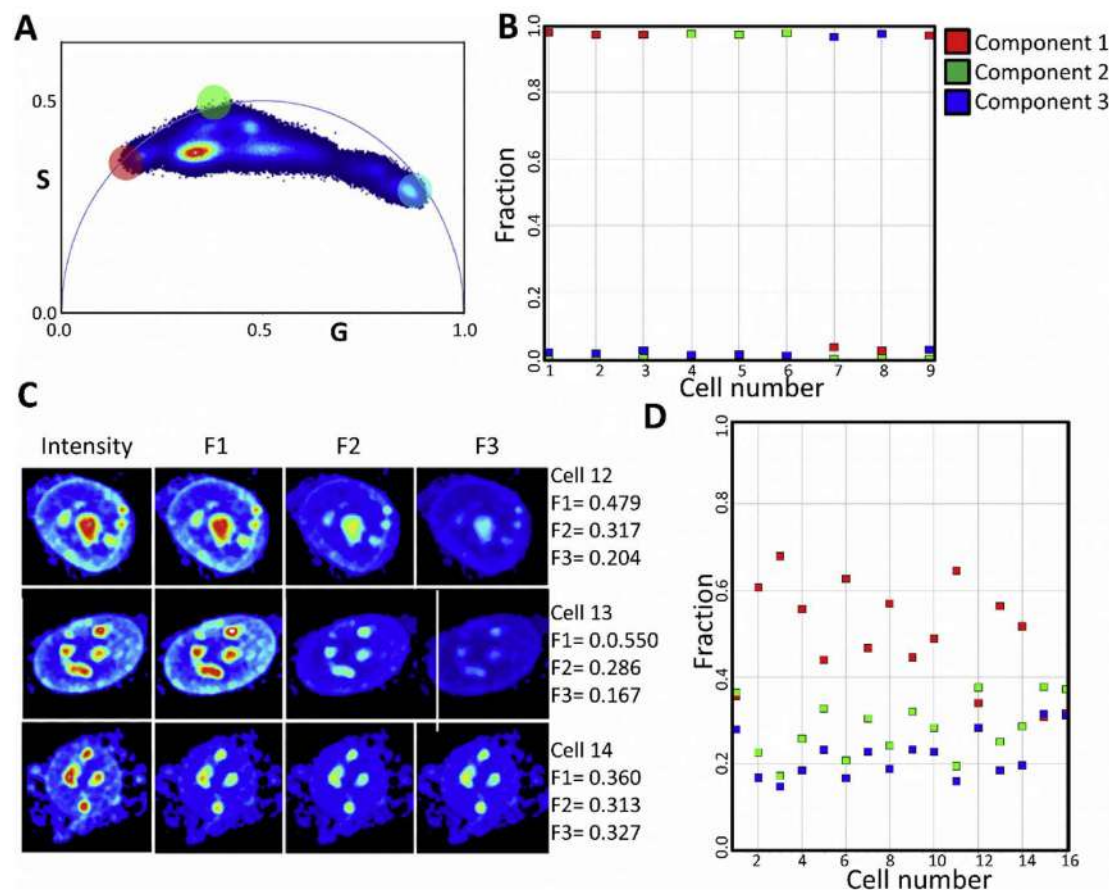 A
S
0.5
0.0
0.0 0.5 1.0
G
B
Fraction
1.0
0.8
0.6
0.4
0.2
0.0
1 2 3 4 5 6 7 8 9
Cell number
Component 1
Component 2
Component 3
C
Intensity F1 F2 F3
Cell 12
F1= 0.479
F2= 0.317
F3= 0.204
Cell 13
F1= 0.0.550
F2= 0.286
F3= 0.167
Cell 14
F1= 0.360
F2= 0.313
F3= 0.327
D
Fraction
1.0
0.8
0.6
0.4
0.2
0.0
2 4 6 8 10 12 14 16
Cell number